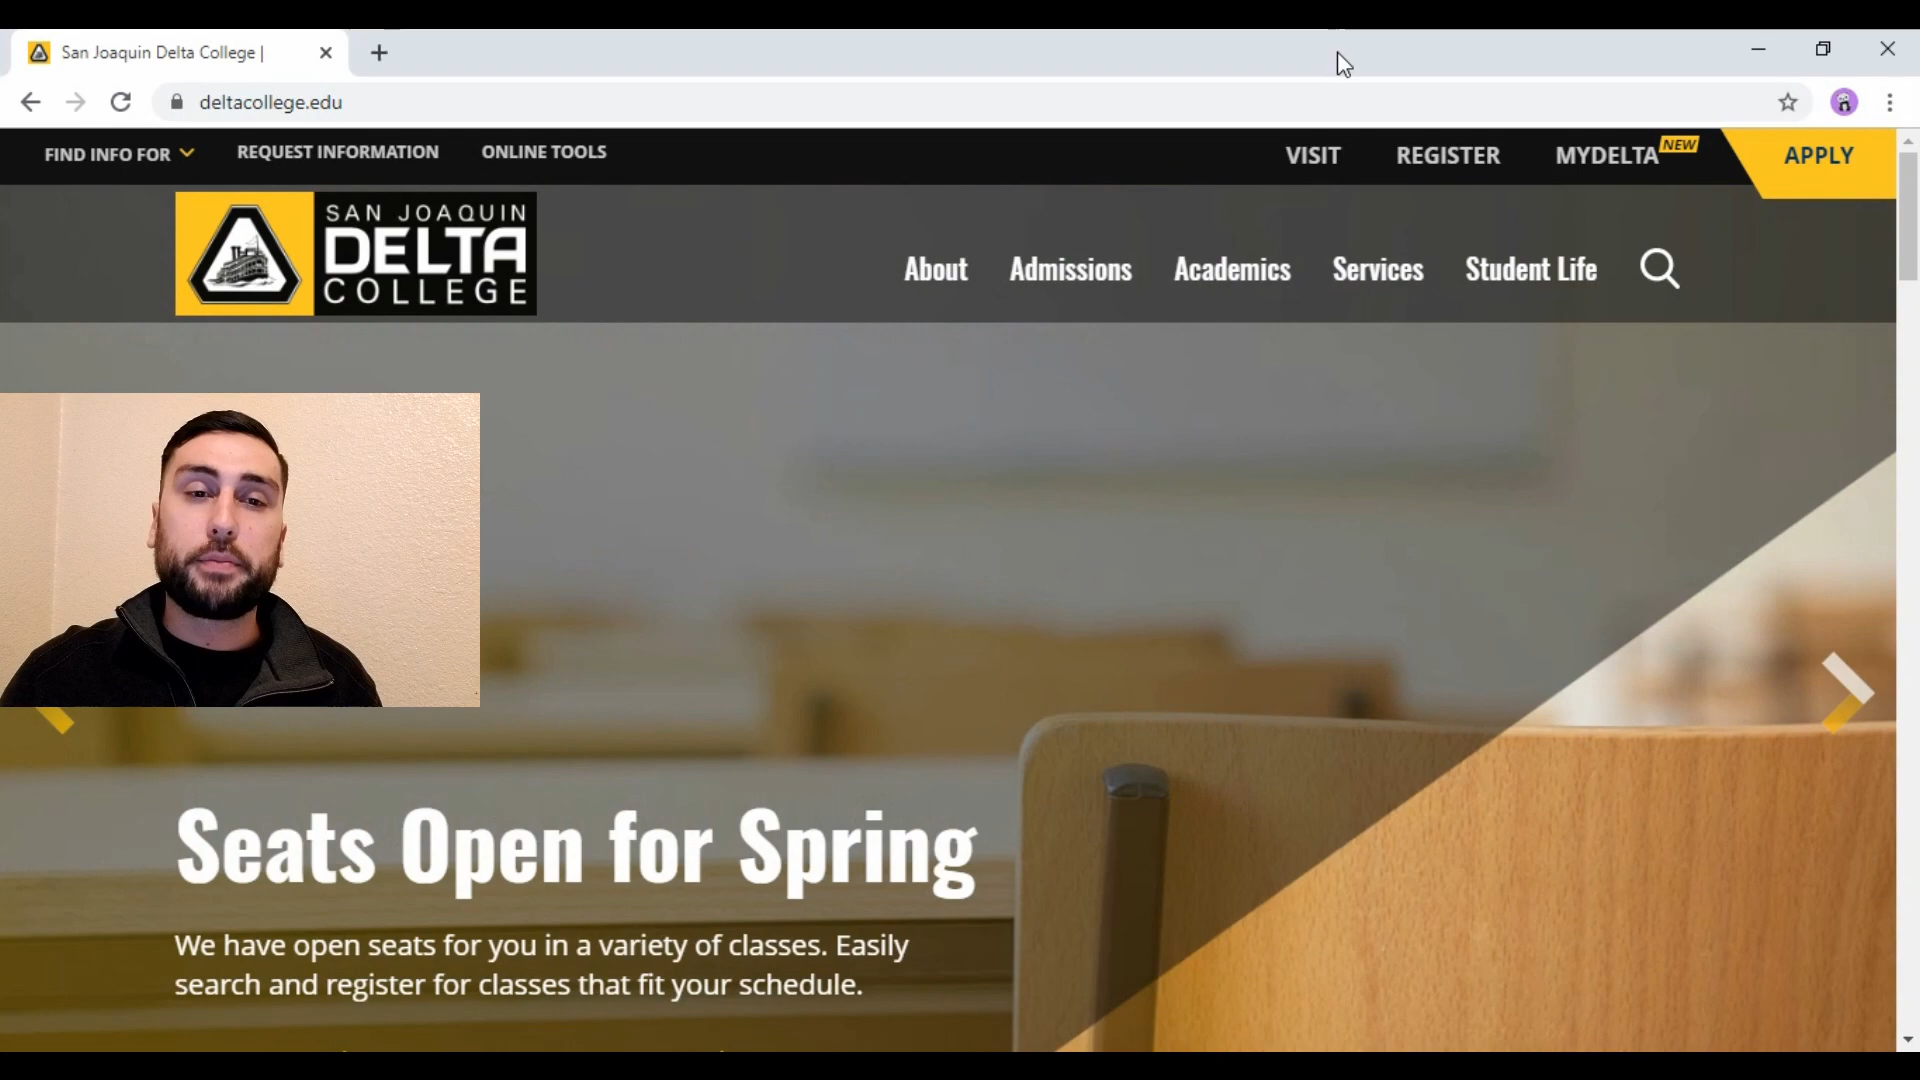 San Joaquin Delta College |
deltacollege.edu
FIND INFO FOR
REQUEST INFORMATION
ONLINE TOOLS
VISIT
REGISTER
MYDELTA
NEW
APPLY
SAN JOAQUIN
DELTA
COLLEGE
About
Admissions
Academics
Services
Student Life
Seats Open for Spring
We have open seats for you in a variety of classes. Easily
search and register for classes that fit your schedule.